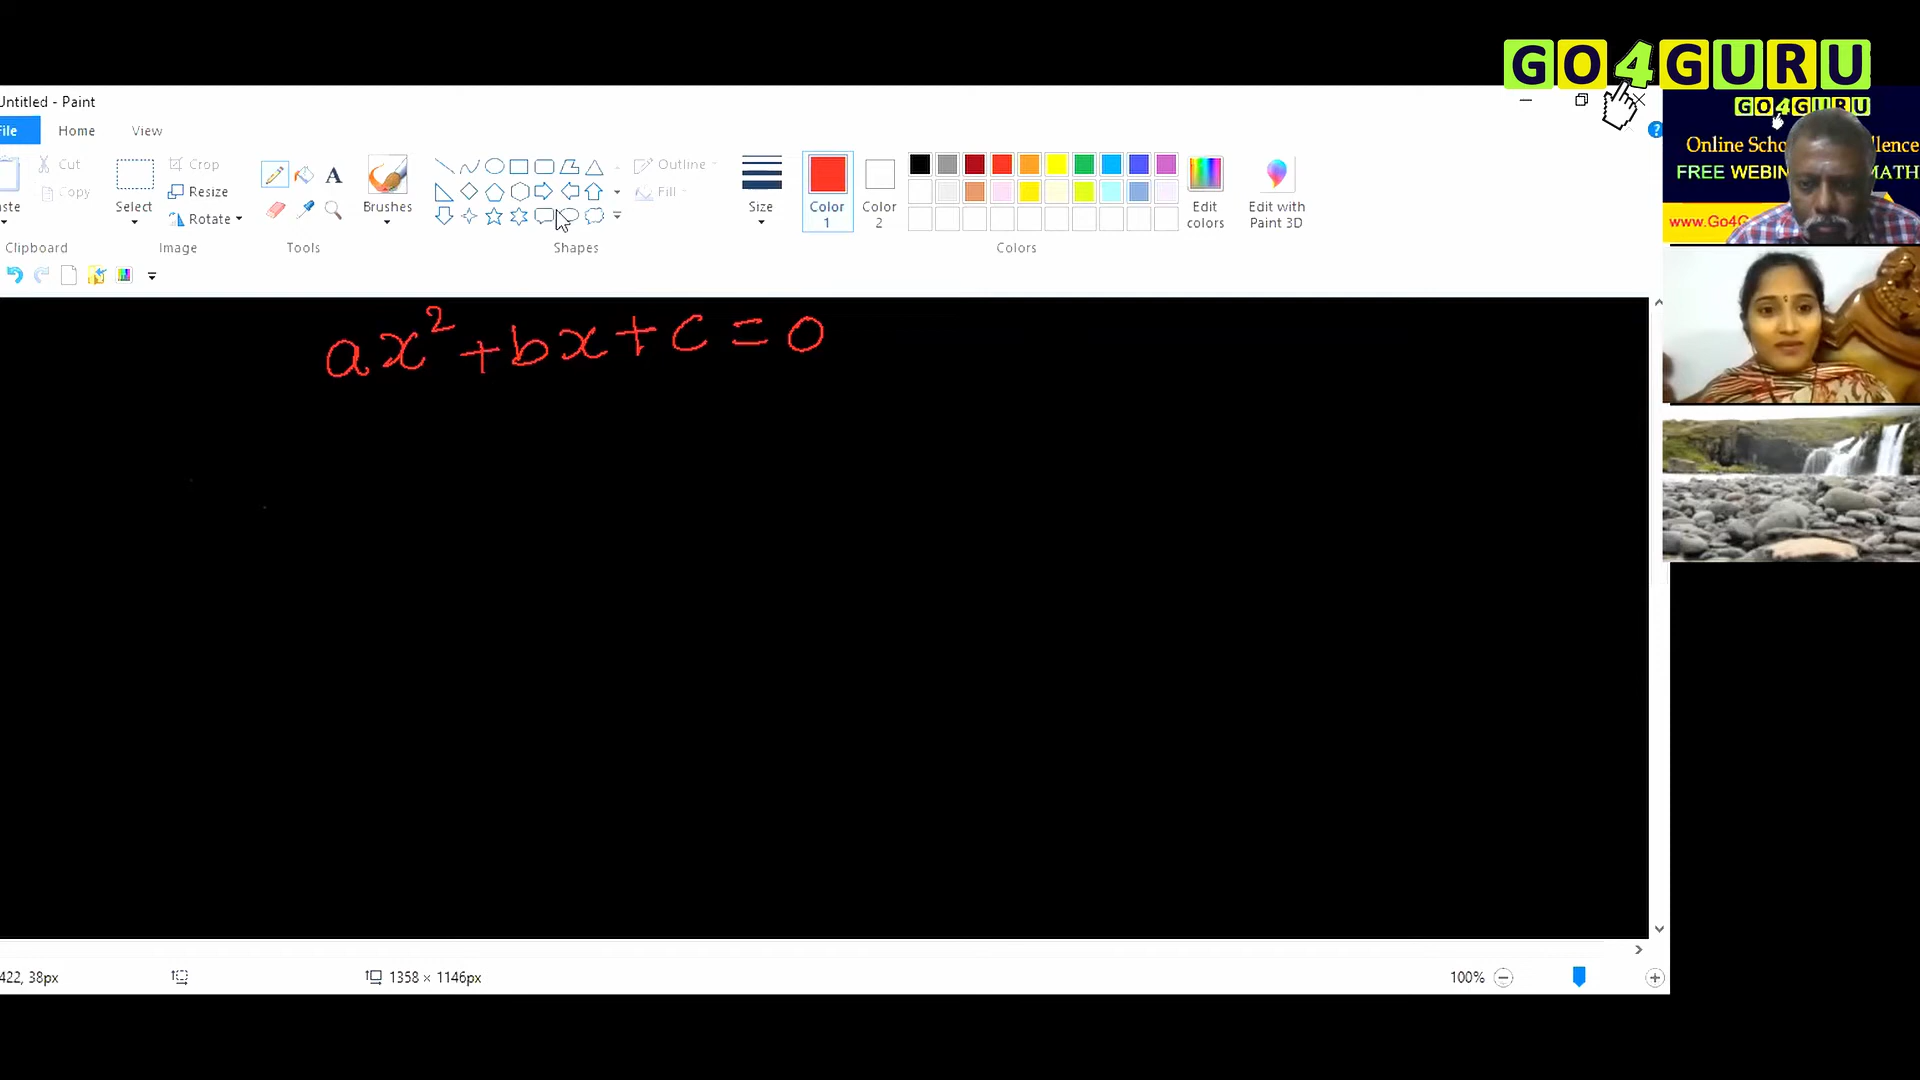 GO4GURU
Untitled - Paint
GO4GURU
File Home View
Online Scho
FREE WEBIN MATH
www.Go4G
Cut
Copy
Select
Crop
Resize
Rotate
Brushes
Outline
Fill
Size
Color 1
Color 2
Edit colors
Edit with Paint 3D
Clipboard Image Tools Shapes Colors
ax² + bx + c = 0
422, 38px 1358 × 1146px 100%